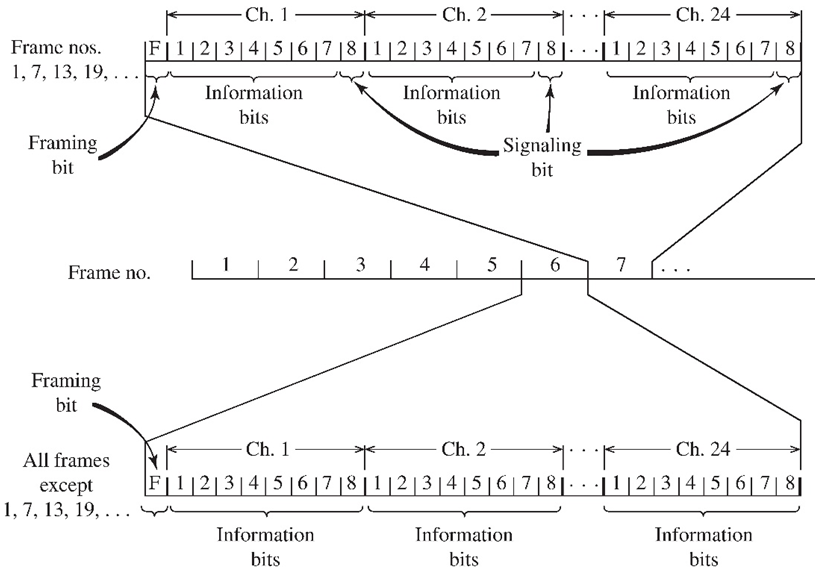 Ch. 1 Ch. 2 · · · Ch. 24
Frame nos. F 1 2 3 4 5 6 7 8 1 2 3 4 5 6 7 8 · · · 1 2 3 4 5 6 7 8
1, 7, 13, 19, . . .
Information Information Information
bits bits bits
Framing Signaling
bit bit
Frame no. 1 2 3 4 5 6 7 . . .
Framing
bit
Ch. 1 Ch. 2 · · · Ch. 24
All frames
except F 1 2 3 4 5 6 7 8 1 2 3 4 5 6 7 8 · · · 1 2 3 4 5 6 7 8
1, 7, 13, 19, . . .
Information Information Information
bits bits bits